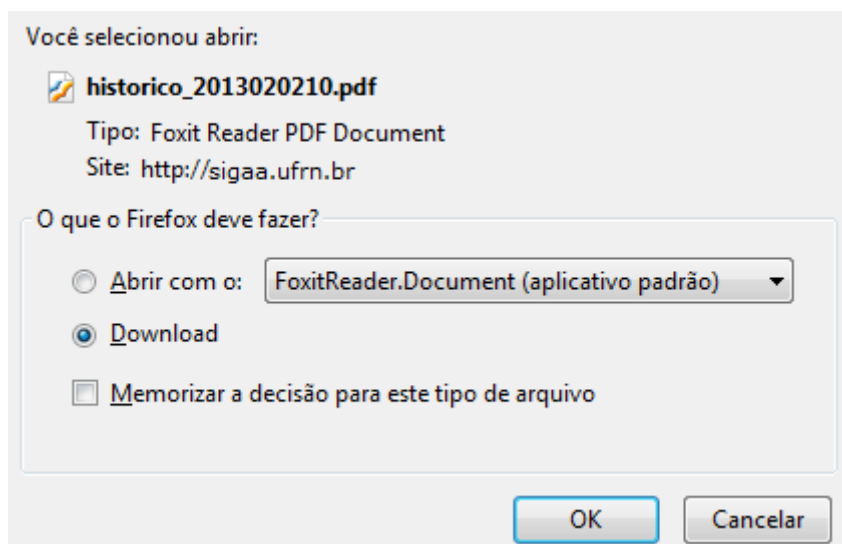 Você selecionou abrir:
historico_2013020210.pdf
Tipo: Foxit Reader PDF Document
Site: http://sigaa.ufrn.br
O que o Firefox deve fazer?
Abrir com o: FoxitReader.Document (aplicativo padrão)
Download
Memorizar a decisão para este tipo de arquivo
OK Cancelar